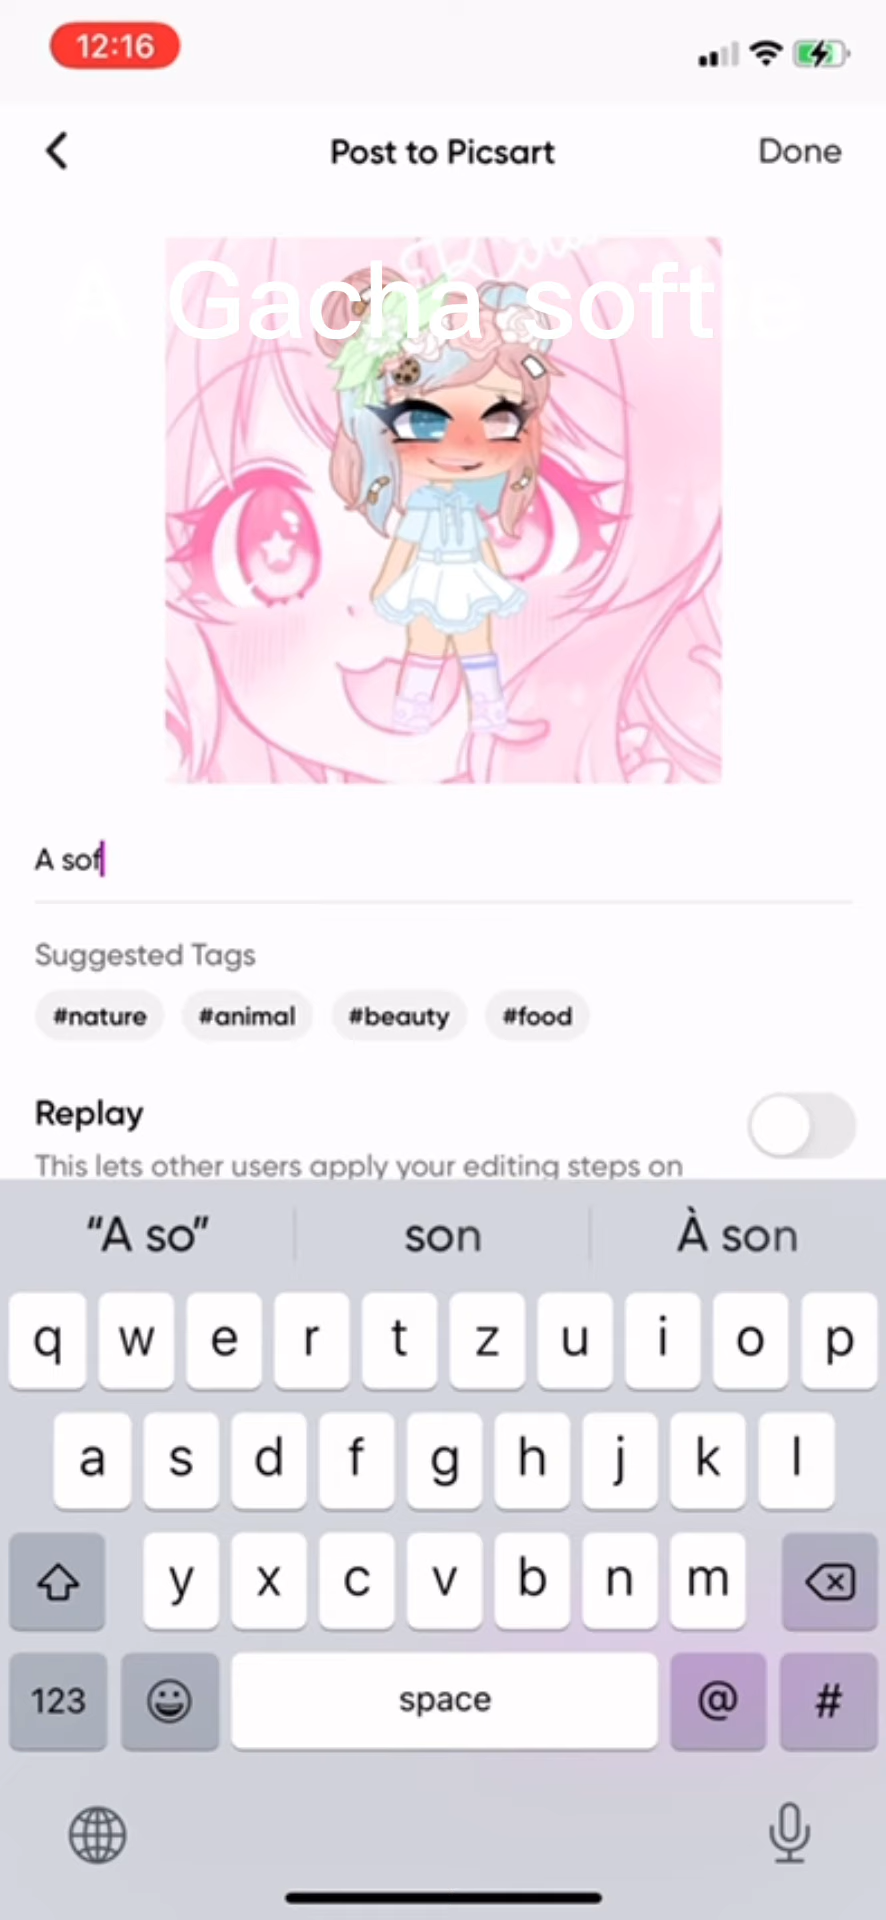 12:16
Post to Picsart
Done
A Gacha softie
A sof
Suggested Tags
#nature #animal #beauty #food
Replay
This lets other users apply your editing steps on
“A so” son À son
q w e r t z u i o p
a s d f g h j k l
y x c v b n m
123 space @ #